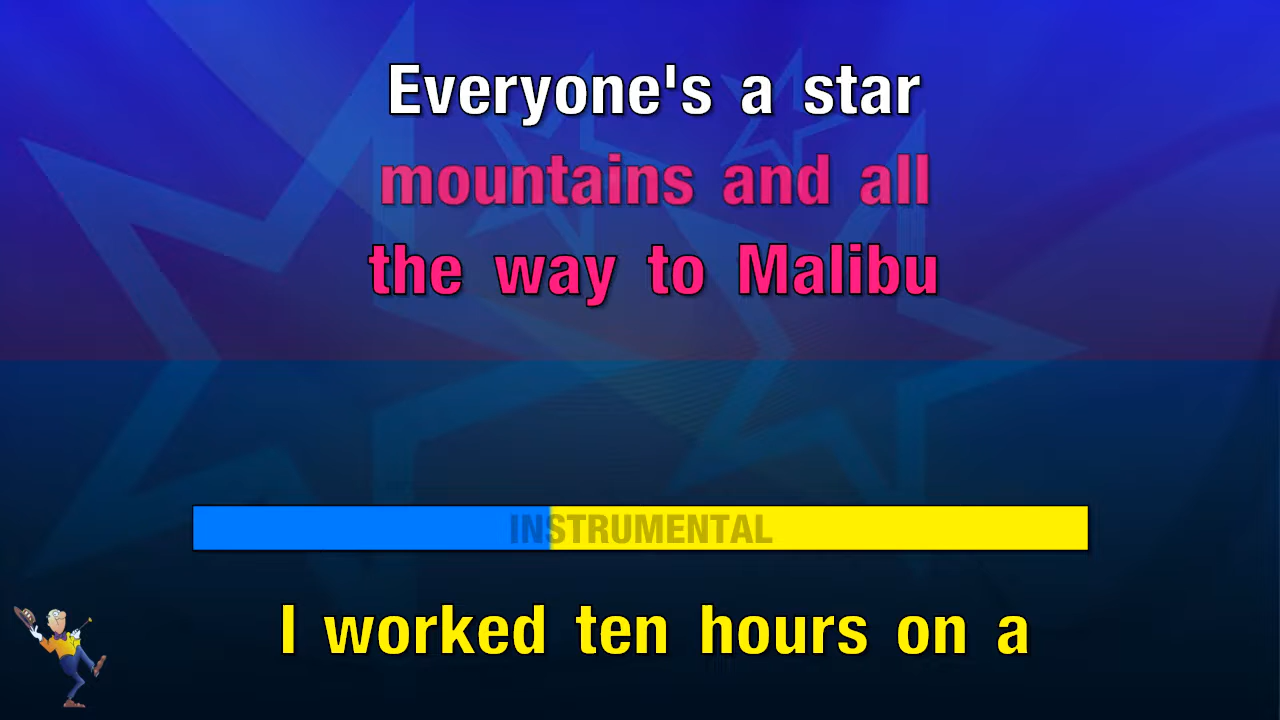 Everyone's a star
mountains and all
the way to Malibu
INSTRUMENTAL
I worked ten hours on a